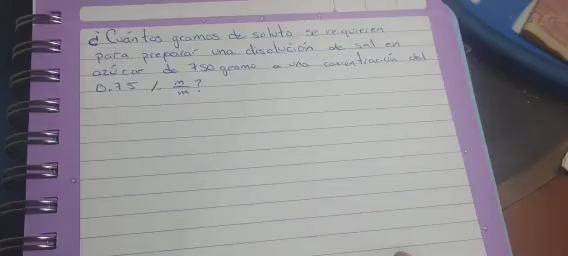 ¿Cuántos gramos de soluto se requieren
para preparar una disolución de sal en
azúcar de 750 gramo a una concentración del
0.75 / m/m?